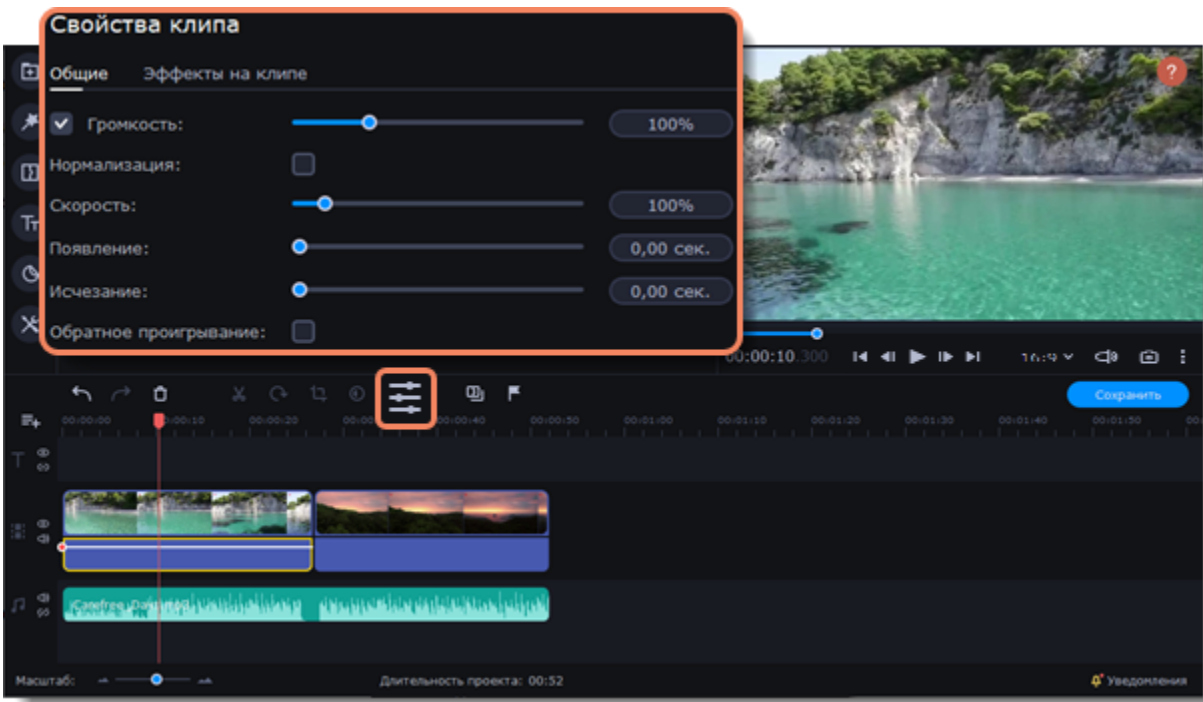 Свойства клипа
Общие Эффекты на клипе
Громкость: 100%
Нормализация:
Скорость: 100%
Появление: 0,00 сек.
Исчезание: 0,00 сек.
Обратное проигрывание:
?
00:00:10.300 16:9
Сохранить
00:00:00 00:00:10 00:00:20 00:00:40 00:00:50 00:01:00 00:01:10 00:01:20 00:01:30 00:01:40 00:01:50
Масштаб: Длительность проекта: 00:52 Уведомления